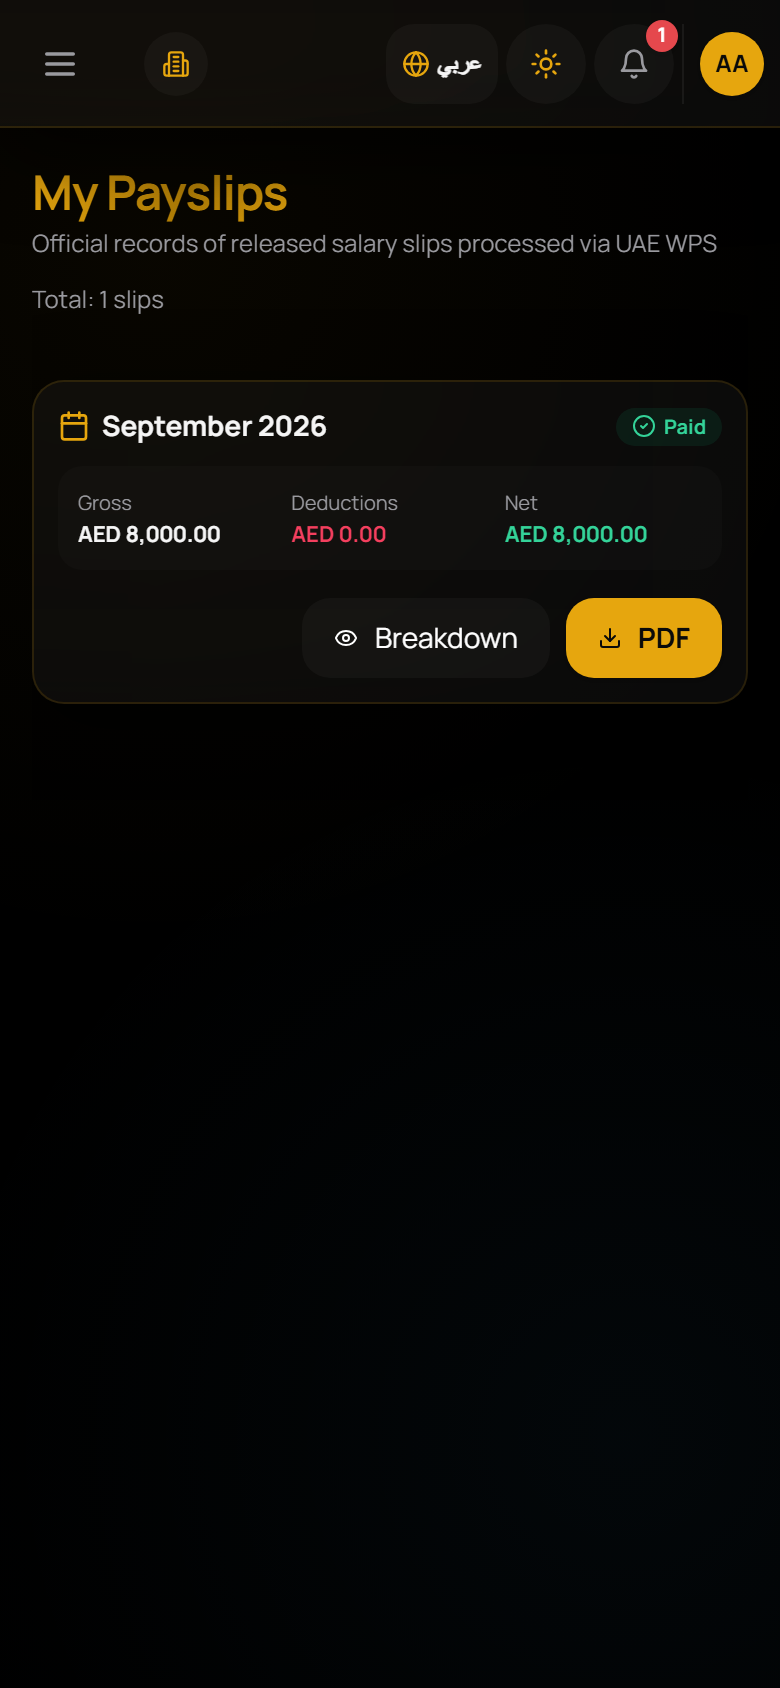 عربي
1
AA
My Payslips
Official records of released salary slips processed via UAE WPS
Total: 1 slips
September 2026
Paid
Gross Deductions Net
AED 8,000.00 AED 0.00 AED 8,000.00
Breakdown PDF